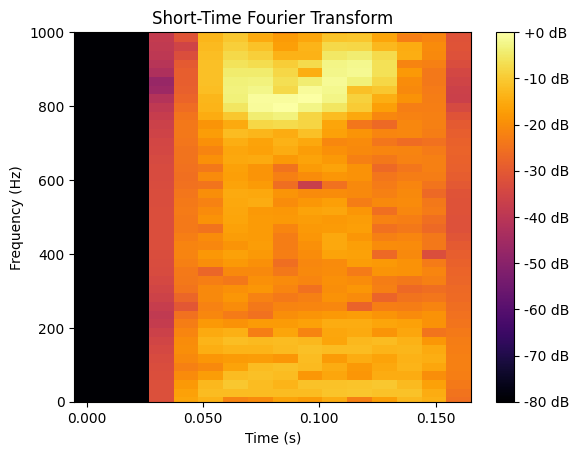 Short-Time Fourier Transform
1000
800
600
400
200
0
Frequency (Hz)
0.000
0.050
0.100
0.150
Time (s)
+0 dB
-10 dB
-20 dB
-30 dB
-40 dB
-50 dB
-60 dB
-70 dB
-80 dB